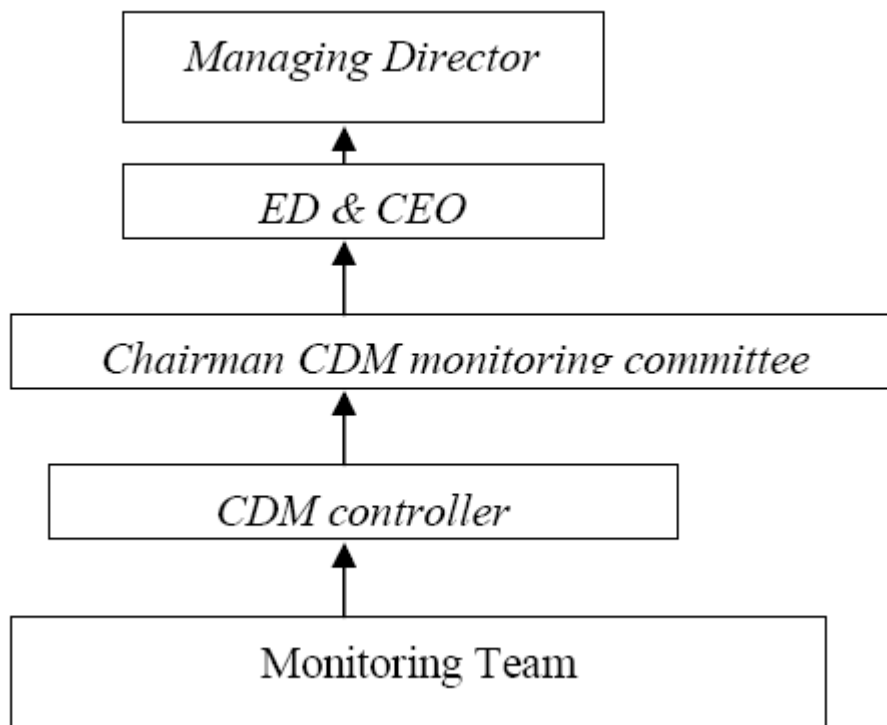 Managing Director
ED & CEO
Chairman CDM monitoring committee
CDM controller
Monitoring Team